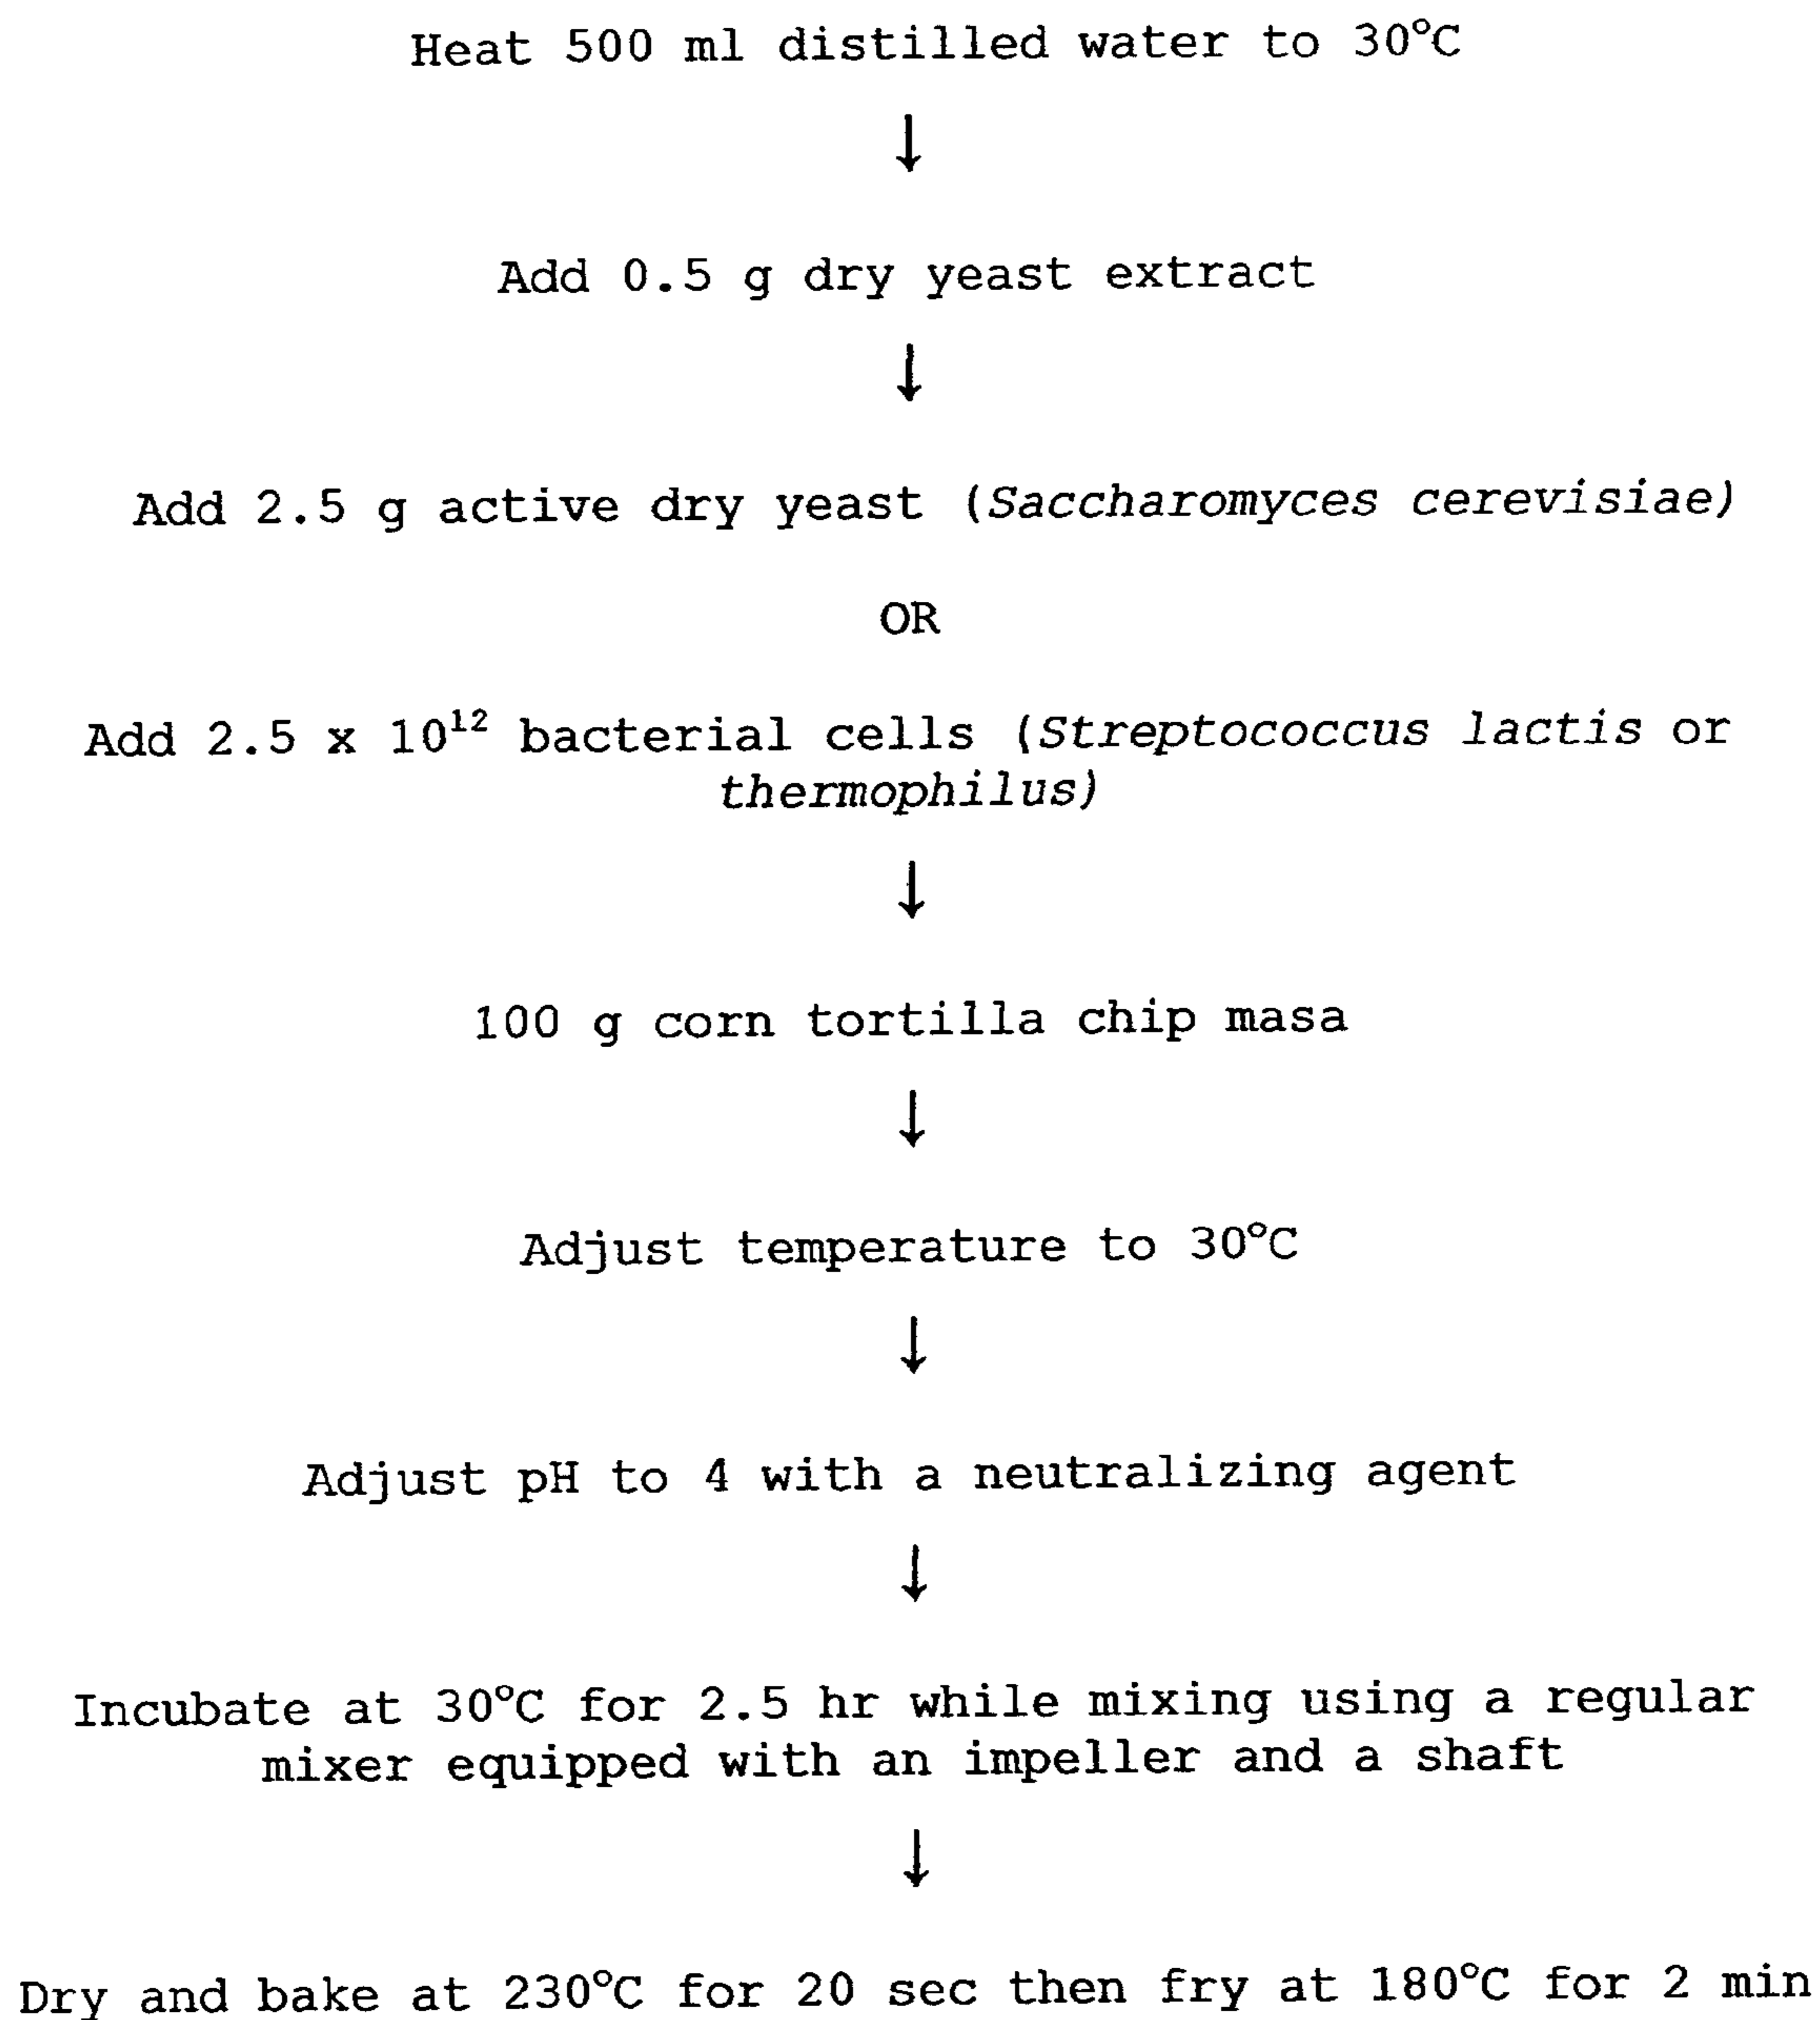 Heat 500 ml distilled water to 30°C
↓
Add 0.5 g dry yeast extract
↓
Add 2.5 g active dry yeast (Saccharomyces cerevisiae)
OR
Add 2.5 x 10¹² bacterial cells (Streptococcus lactis or
thermophilus)
↓
100 g corn tortilla chip masa
↓
Adjust temperature to 30°C
↓
Adjust pH to 4 with a neutralizing agent
↓
Incubate at 30°C for 2.5 hr while mixing using a regular
mixer equipped with an impeller and a shaft
↓
Dry and bake at 230°C for 20 sec then fry at 180°C for 2 min